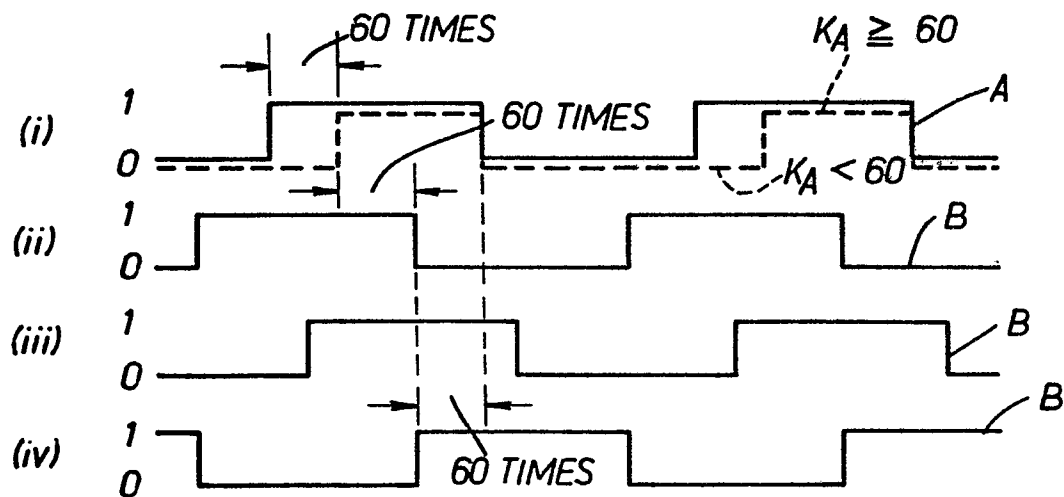 60 TIMES
K_A ≧ 60
(i)
1
0
60 TIMES
A
K_A < 60
(ii)
1
0
B
(iii)
1
0
B
(iv)
1
0
60 TIMES
B